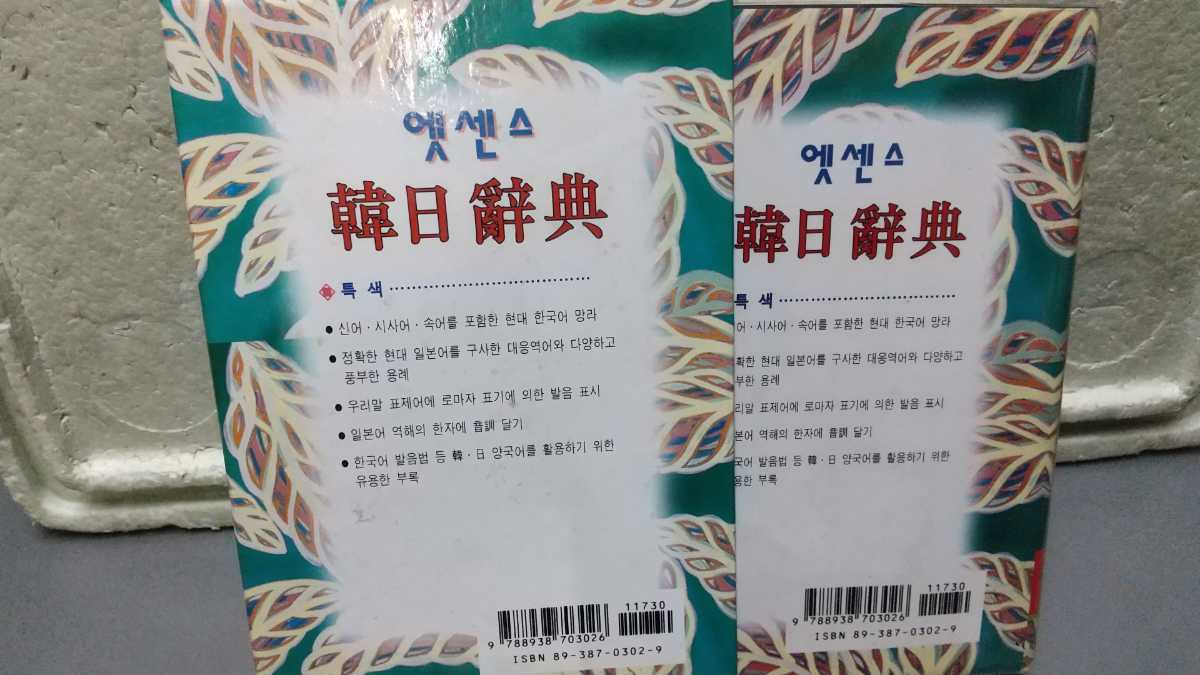 엣센스
韓日辭典
특색
● 신어·시사어·속어를 포함한 현대 한국어 망라
● 정확한 현대 일본어를 구사한 대응역어와 다양하고
풍부한 용례
● 우리말 표제어에 로마자 표기에 의한 발음 표시
● 일본어 역해의 한자에 音訓 달기
● 한국어 발음법 등 韓·日 양국어를 활용하기 위한
유용한 부록
11730
9 788938 703026
ISBN 89-387-0302-9
엣센스
韓日辭典
특색
어·시사어·속어를 포함한 현대 한국어 망라
확한 현대 일본어를 구사한 대응역어와 다양하고
부한 용례
리말 표제어에 로마자 표기에 의한 발음 표시
본어 역해의 한자에 音訓 달기
국어 발음법 등 韓·日 양국어를 활용하기 위한
용한 부록
11730
9 788938 703026
ISBN 89-387-0302-9